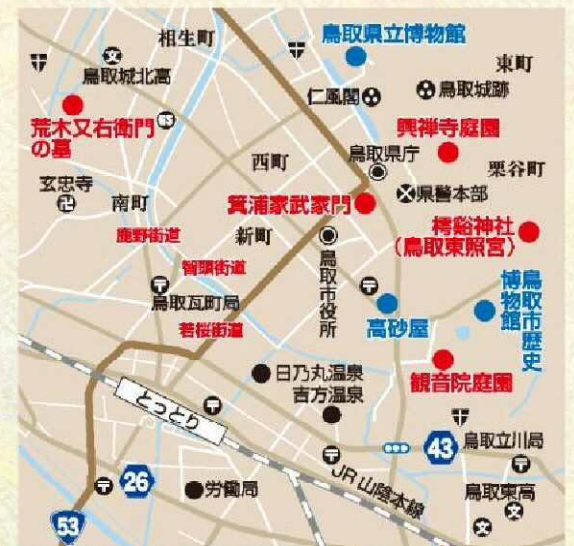 相生町
鳥取県立博物館
東町
文
鳥取城北高
仁風閣
鳥取城跡
荒木又右衛門
の墓
興禅寺庭園
鳥取県庁
西町
栗谷町
玄忠寺
南町
県警本部
箕浦家武家門
樗谿神社
(鳥取東照宮)
鹿野街道
新町
智頭街道
鳥取市役所
鳥取市歴史
博物館
鳥取瓦町局
若桜街道
高砂屋
日乃丸温泉
吉方温泉
観音院庭園
とっとり
43
鳥取立川局
JR山陰本線
26
労働局
鳥取東高
文
文
53